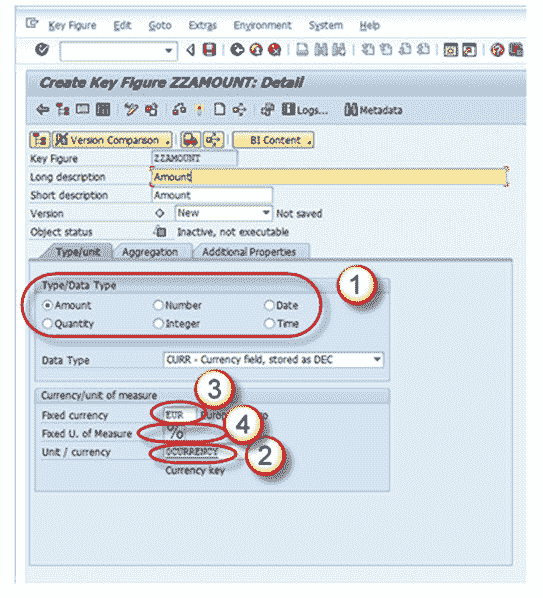 Key Figure Edit Goto Extras Environment System Help
Create Key Figure ZZAMOUNT: Detail
Logs... Metadata
Version Comparison BI Content
Key Figure ZZAMOUNT
Long description Amount
Short description Amount
Version New Not saved
Object status Inactive, not executable
Type/unit Aggregation Additional Properties
Type/Data Type
1
Amount Number Date
Quantity Integer Time
Data Type CURR - Currency field, stored as DEC
Currency/unit of measure
3
Fixed currency EUR
4
Fixed U. of Measure %
Unit / currency 0CURRENCY 2
Currency key